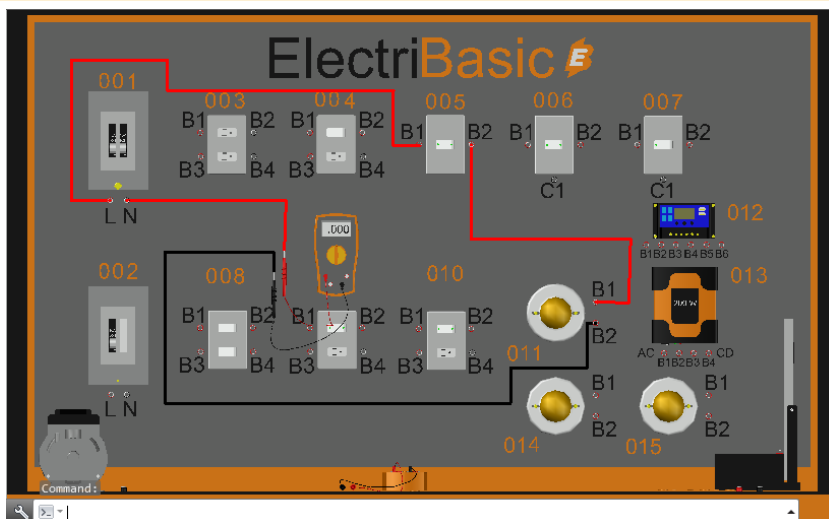 ElectriBasic E
001
003 004 005 006 007
B1 B2 B1 B2 B1 B2 B1 B2 B1 B2
B3 B4 B3 B4
C1 C1
L N
.000
012
B1B2B3B4B5B6
002 008 010
B1 013
200 W
B1 B2 B1 B1 B2
B2
011
AC CD
B1B2B3B4
B3 B4 B3 B4 B3 B4
B1 B1
L N
B2 B2
014 015
Command: